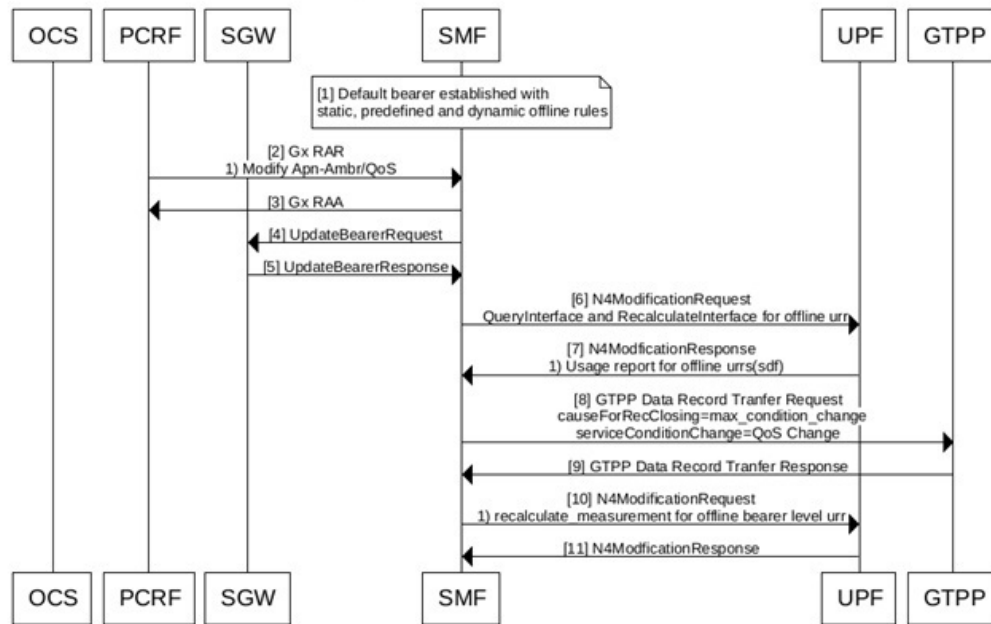 OCS PCRF SGW SMF UPF GTPP
[1] Default bearer established with
static, predefined and dynamic offline rules
[2] Gx RAR
1) Modify Apn-Ambr/QoS
[3] Gx RAA
[4] UpdateBearerRequest
[5] UpdateBearerResponse
[6] N4ModificationRequest
QueryInterface and RecalculateInterface for offline urr
[7] N4ModficationResponse
1) Usage report for offline urrs(sdf)
[8] GTPP Data Record Tranfer Request
causeForRecClosing=max_condition_change
serviceConditionChange=QoS Change
[9] GTPP Data Record Tranfer Response
[10] N4ModificationRequest
1) recalculate_measurement for offline bearer level urr
[11] N4ModficationResponse
OCS PCRF SGW SMF UPF GTPP